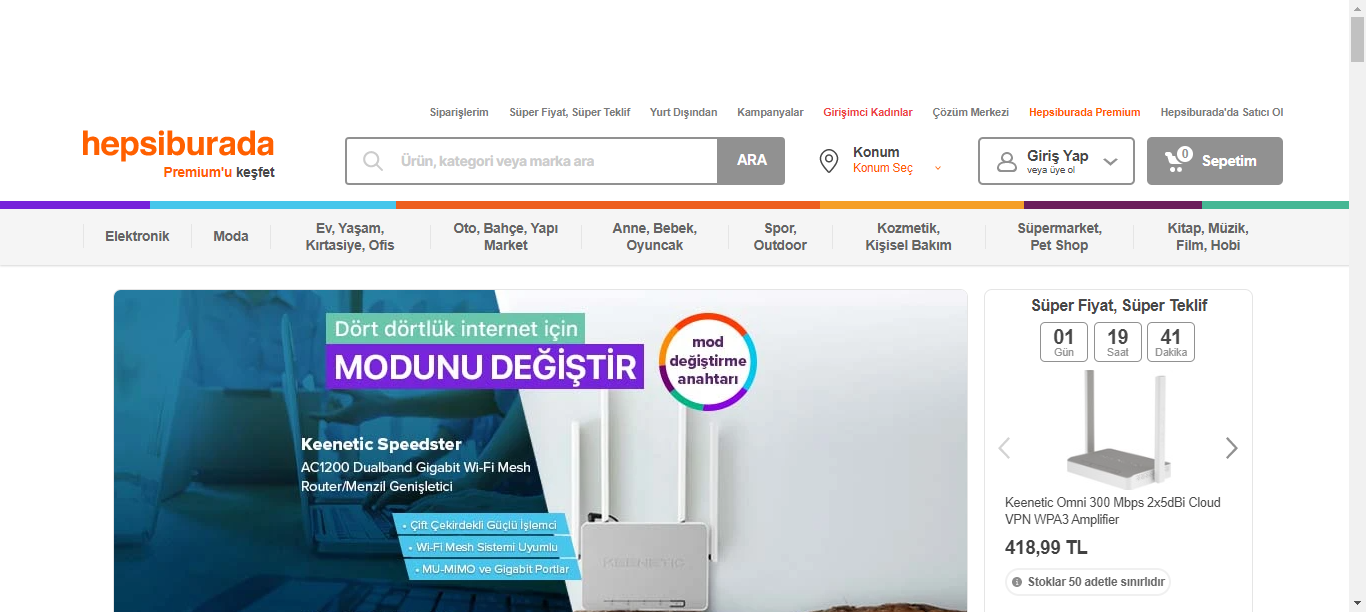 Siparişlerim Süper Fiyat, Süper Teklif Yurt Dışından Kampanyalar Girişimci Kadınlar Çözüm Merkezi Hepsiburada Premium Hepsiburada'da Satıcı Ol
hepsiburada
Premium'u keşfet
Ürün, kategori veya marka ara
ARA
Konum
Konum Seç
Giriş Yap
veya üye ol
0
Sepetim
Elektronik
Moda
Ev, Yaşam,
Kırtasiye, Ofis
Oto, Bahçe, Yapı
Market
Anne, Bebek,
Oyuncak
Spor,
Outdoor
Kozmetik,
Kişisel Bakım
Süpermarket,
Pet Shop
Kitap, Müzik,
Film, Hobi
Dört dörtlük internet için
MODUNU DEĞİŞTİR
mod
değiştirme
anahtarı
Keenetic Speedster
AC1200 Dualband Gigabit Wi-Fi Mesh
Router/Menzil Genişletici
• Çift Çekirdekli Güçlü İşlemci
• Wi-Fi Mesh Sistemi Uyumlu
• MU-MIMO ve Gigabit Portlar
KEENETIC
Süper Fiyat, Süper Teklif
01 19 41
Gün Saat Dakika
Keenetic Omni 300 Mbps 2x5dBi Cloud
VPN WPA3 Amplifier
418,99 TL
Stoklar 50 adetle sınırlıdır